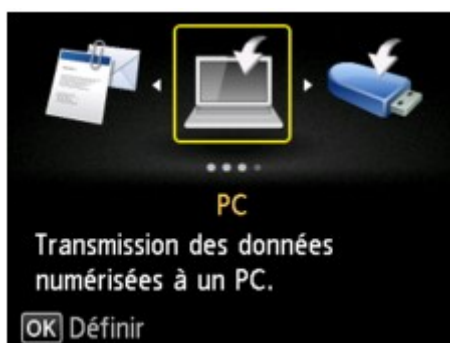 PC
Transmission des données
numérisées à un PC.
OK Définir